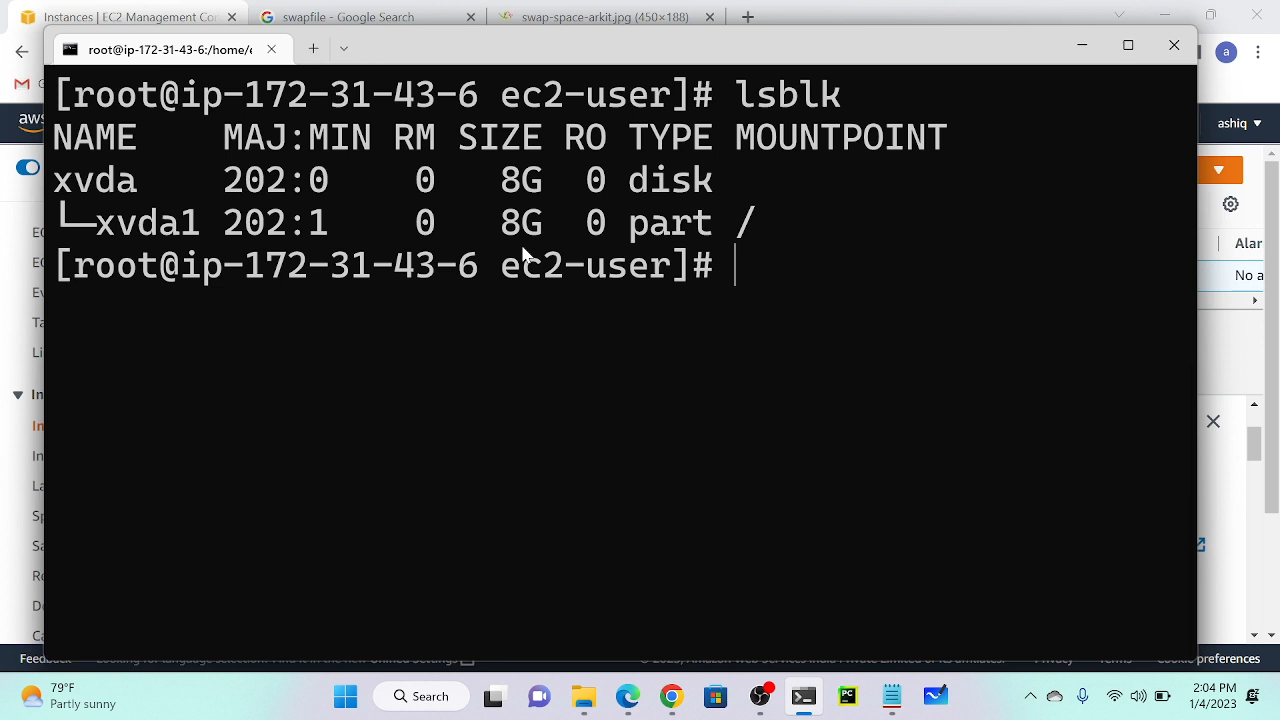 Instances | EC2 Management Con
swapfile - Google Search
swap-space-arkit.jpg (450×188)
root@ip-172-31-43-6:/home/e
a
[root@ip-172-31-43-6 ec2-user]# lsblk
NAME MAJ:MIN RM SIZE RO TYPE MOUNTPOINT
xvda 202:0 0 8G 0 disk
└─xvda1 202:1 0 8G 0 part /
[root@ip-172-31-43-6 ec2-user]#
aws
ashiq
Alar
No a
Feedback
preferences
79°F
Partly cloudy
Search
2:04 PM
1/4/2023